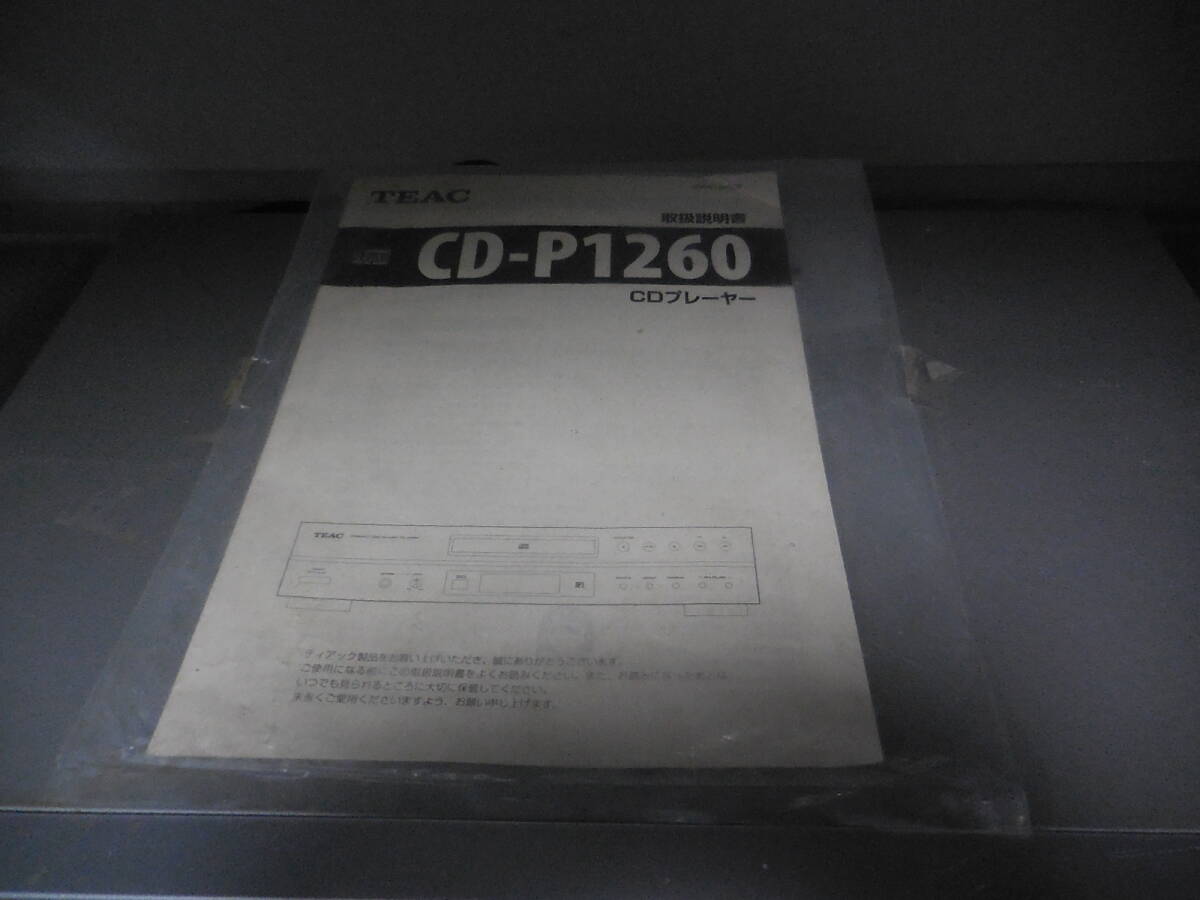 TEAC
取扱説明書
CD-P1260
CDプレーヤー
TEAC
ティアック製品をお買い上げいただき、誠にありがとうございます。
ご使用になる前にこの取扱説明書をよくお読みください。また、お読みになったあとは、
いつでも見られるところに大切に保管してください。
末永くご愛用くださいますよう、お願い申し上げます。